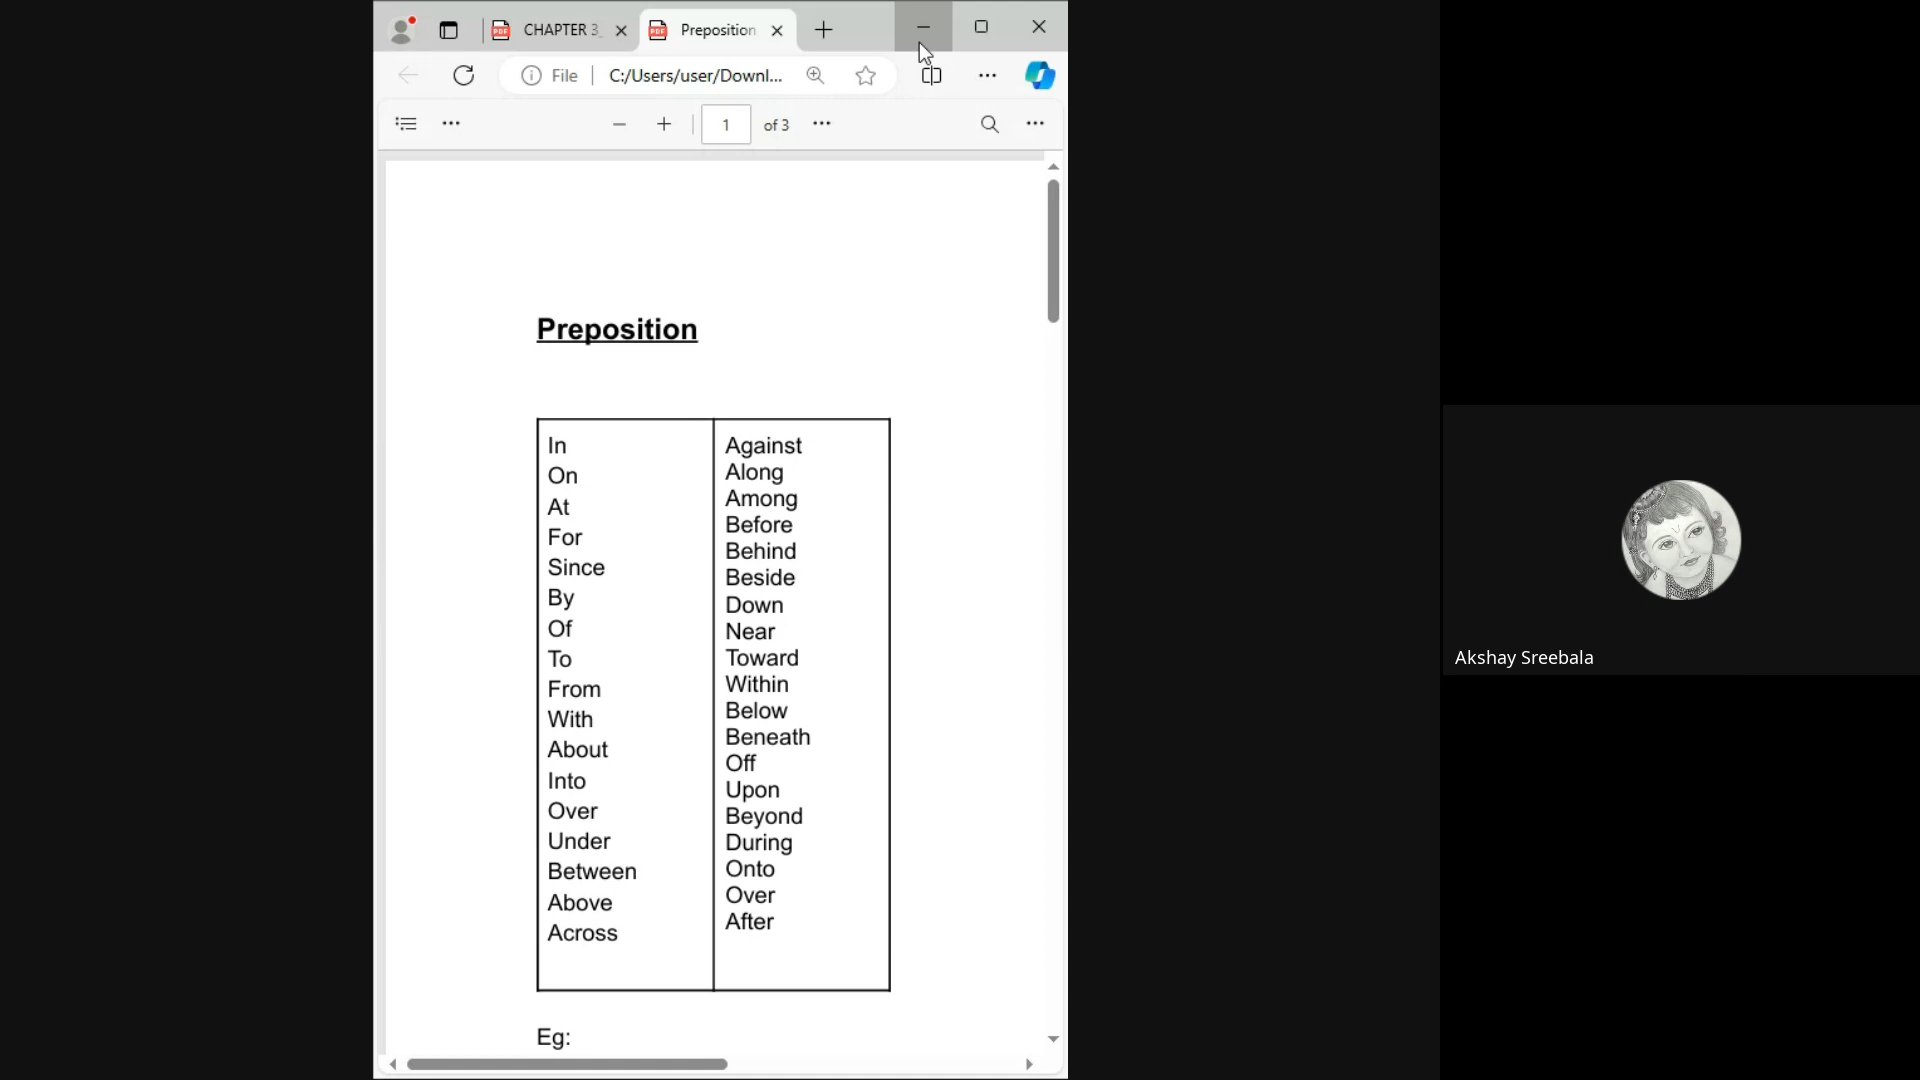 CHAPTER 3
Preposition
File
C:/Users/user/Downl...
1
of 3
Preposition
In
On
At
For
Since
By
Of
To
From
With
About
Into
Over
Under
Between
Above
Across
Against
Along
Among
Before
Behind
Beside
Down
Near
Toward
Within
Below
Beneath
Off
Upon
Beyond
During
Onto
Over
After
Eg:
Akshay Sreebala